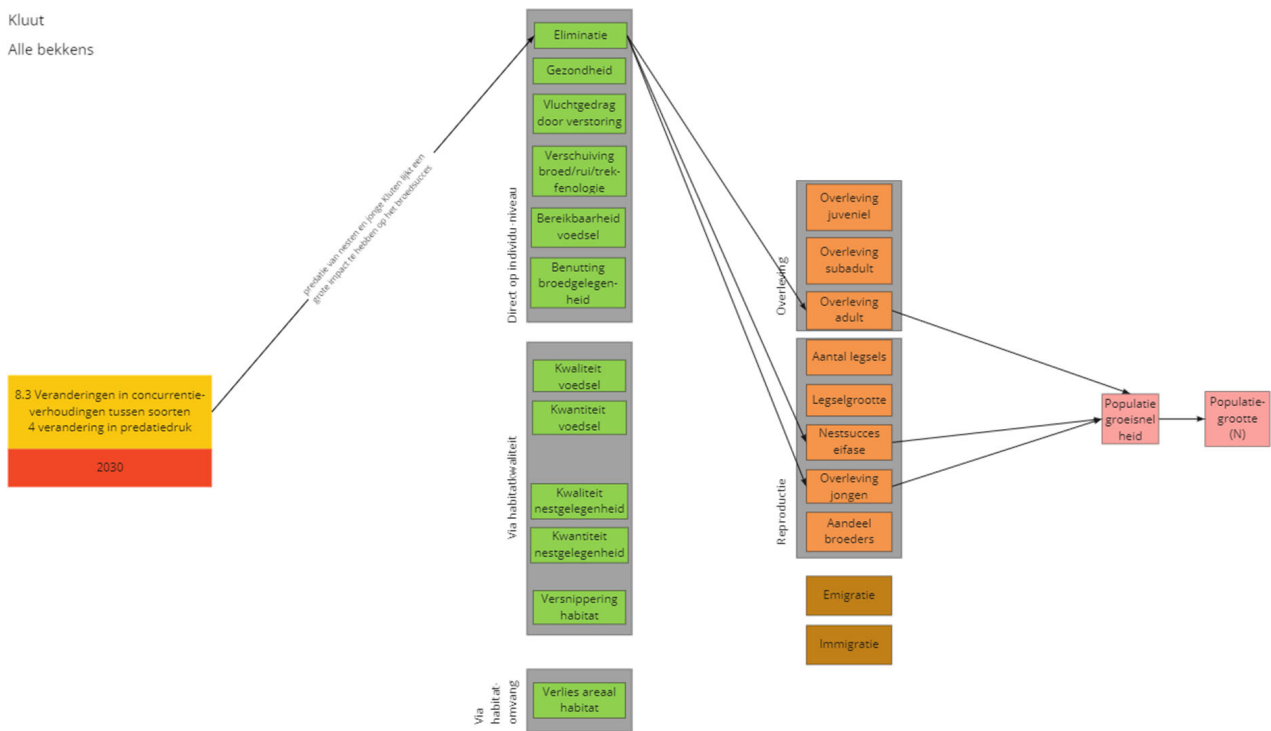 Kluut
Alle bekkens
8.3 Veranderingen in concurrentie-
verhoudingen tussen soorten
4 verandering in predatiedruk
2030
predatie van nesten en jonge Kluten lijkt een
grote impact te hebben op het broedsucces
Direct op individu-niveau
Eliminatie
Gezondheid
Vluchtgedrag
door verstoring
Verschuiving
broed/rui/trek-
fenologie
Bereikbaarheid
voedsel
Benutting
broedgelegen-
heid
Via habitatkwaliteit
Kwaliteit
voedsel
Kwantiteit
voedsel
Kwaliteit
nestgelegenheid
Kwantiteit
nestgelegenheid
Versnippering
habitat
Via
habitat-
omvang
Verlies areaal
habitat
Overleving
Overleving
juveniel
Overleving
subadult
Overleving
adult
Reproductie
Aantal legsels
Legselgrootte
Nestsucces
eifase
Overleving
jongen
Aandeel
broeders
Emigratie
Immigratie
Populatie
groeisnel
heid
Populatie-
grootte
(N)